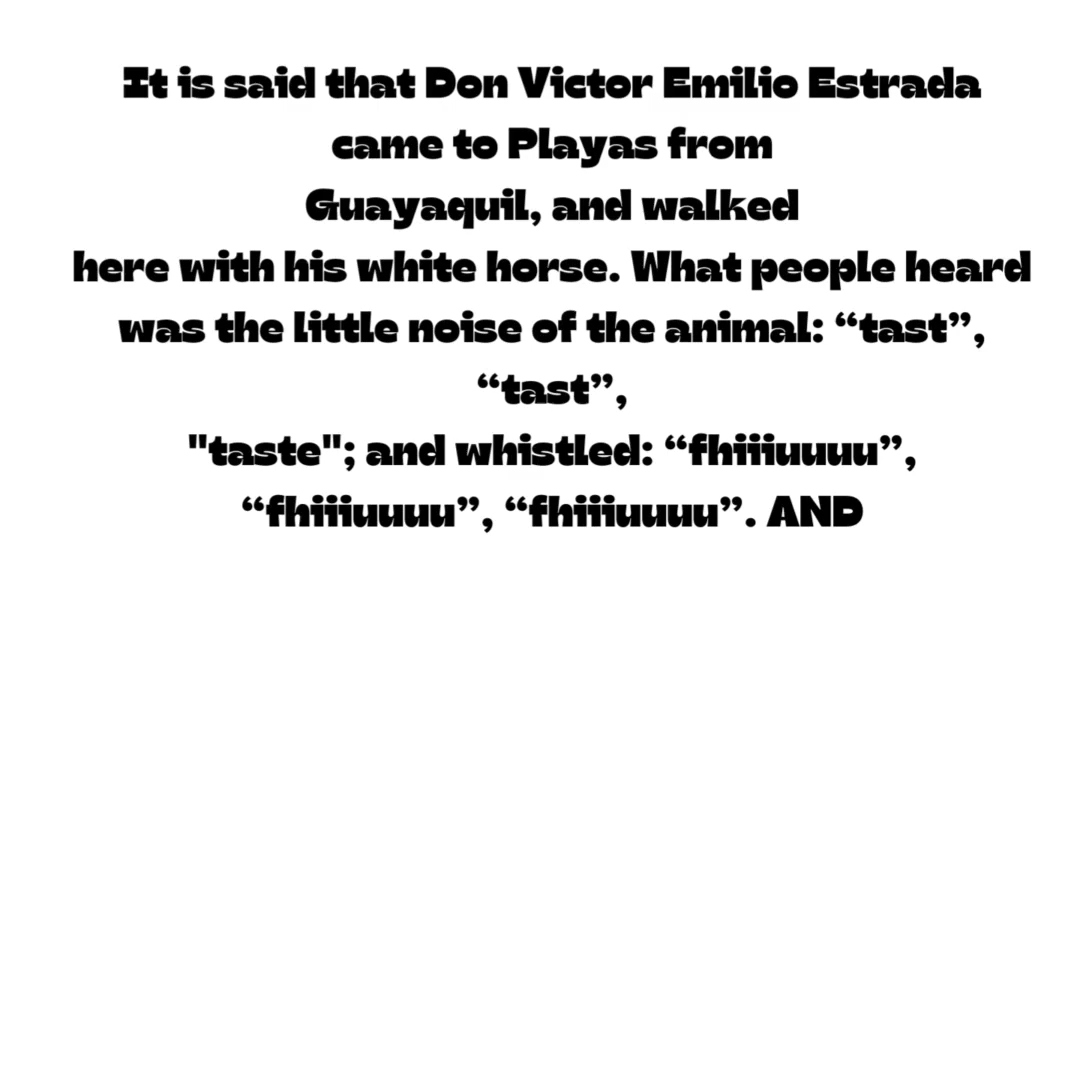 It is said that Don Victor Emilio Estrada
came to Playas from
Guayaquil, and walked
here with his white horse. What people heard
was the little noise of the animal: “tast”,
“tast”,
"taste"; and whistled: “fhiiiuuuu”,
“fhiiiuuuu”, “fhiiiuuuu”. AND